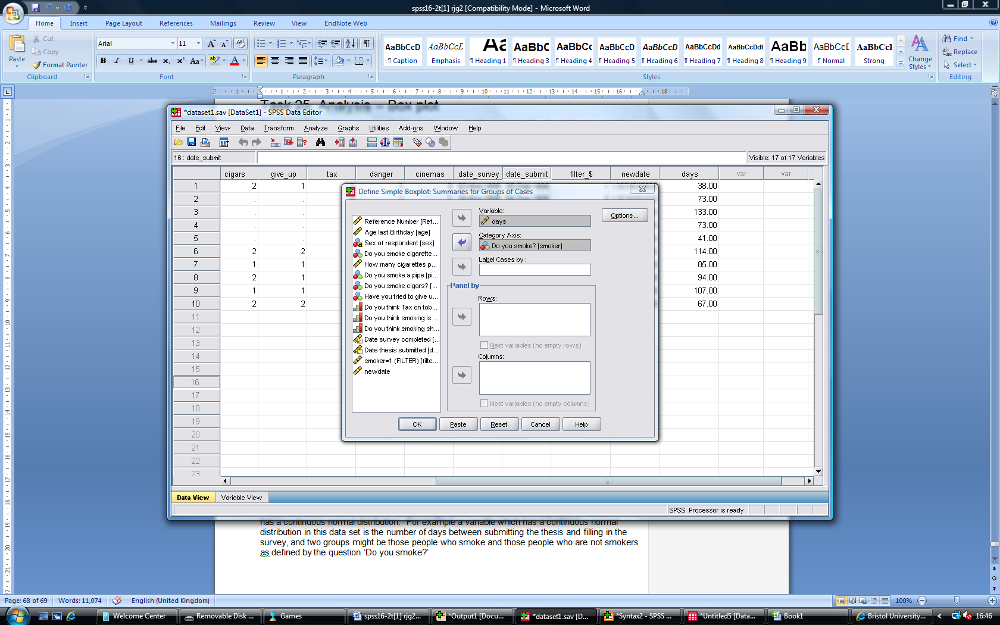 spss16-2t[1] rjg2 [Compatibility Mode] - Microsoft Word
Home Insert Page Layout References Mailings Review View EndNote Web
Paste
Cut
Copy
Format Painter
Clipboard
Arial 11
Font
Paragraph
AaBbCcD AaBbCcL AaB AaBbC AaBbCc AaBbCcD AaBbCcD AaBbCcDd AaBbCcDdE AaBb AaBbCcD AaBbCcI
¶ Caption Emphasis ¶ Heading 1 ¶ Heading 3 ¶ Heading 4 ¶ Heading 5 ¶ Heading 6 ¶ Heading 7 ¶ Heading 8 ¶ Heading 9 ¶ Normal Strong
Change Styles
Styles
Find
Replace
Select
Editing
2 1 1 2 3 4 5 6 7 8 9 10 11 12 13 14 15 16 18
Task 25 Analysis – Box plot
*dataset1.sav [DataSet1] - SPSS Data Editor
File Edit View Data Transform Analyze Graphs Utilities Add-ons Window Help
16 : date_submit
Visible: 17 of 17 Variables
cigars give_up tax danger cinemas date_survey date_submit filter_$ newdate days var var
1 2 1 38.00
2 . . 73.00
3 . . 133.00
4 . . 73.00
5 . . 41.00
6 2 2 114.00
7 1 1 85.00
8 2 1 94.00
9 1 1 107.00
10 2 2 67.00
11
12
13
14
15
16
17
18
19
20
21
22
23
Define Simple Boxplot: Summaries for Groups of Cases
Reference Number [Ref...
Age last Birthday [age]
Sex of respondent [sex]
Do you smoke cigarette...
How many cigarettes p...
Do you smoke a pipe [pi...
Do you smoke cigars? [...
Have you tried to give u...
Do you think Tax on tob...
Do you think smoking is ...
Do you think smoking sh...
Date survey completed [...
Date thesis submitted [d...
smoker=1 (FILTER) [filte...
newdate
Variable:
days
Category Axis:
Do you smoke? [smoker]
Label Cases by :
Options...
Panel by
Rows:
Nest variables (no empty rows)
Columns:
Nest variables (no empty columns)
OK Paste Reset Cancel Help
Data View Variable View
SPSS Processor is ready
has a continuous normal distribution. For example a variable which has a continuous normal
distribution in this data set is the number of days between submitting the thesis and filling in the
survey, and two groups might be those people who smoke and those people who are not smokers
as defined by the question ‘Do you smoke?’
Page: 68 of 69 Words: 11,074 English (United Kingdom) 100%
Welcome Center Removable Disk ... Games spss16-2t[1] rjg2... *Output1 [Docu... *dataset1.sav [D... *Syntax2 - SPSS ... *Untitled5 [Data... Book1 Bristol University... 16:46